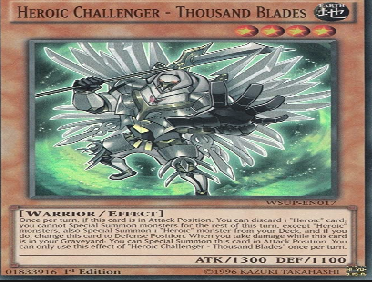 HEROIC CHALLENGER - THOUSAND BLADES
EARTH
WSUP-EN017
[WARRIOR / EFFECT]
Once per turn, if this card is in Attack Position: You can discard 1 "Heroic" card;
you cannot Special Summon monsters for the rest of this turn, except "Heroic"
monsters, also Special Summon 1 "Heroic" monster from your Deck, and if you
do, change this card to Defense Position. When you take damage while this card
is in your Graveyard: You can Special Summon this card in Attack Position. You
can only use this effect of "Heroic Challenger - Thousand Blades" once per turn.
ATK/1300 DEF/1100
01833916 1st Edition ©1996 KAZUKI TAKAHASHI